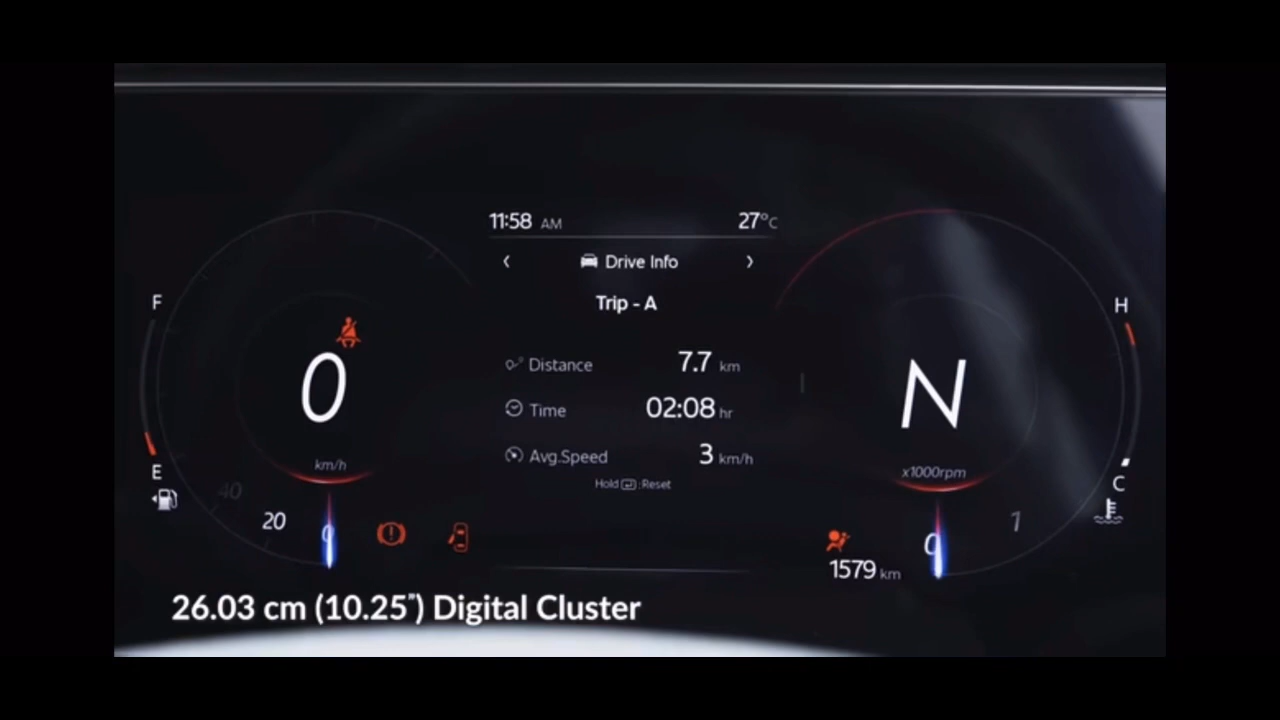 11:58 AM 27°C
‹ Drive Info ›
Trip - A
F
H
Distance 7.7 km
0
N
Time 02:08 hr
Avg.Speed 3 km/h
km/h
x1000rpm
E
C
Hold :Reset
40
20
0
0
1
1579 km
26.03 cm (10.25") Digital Cluster